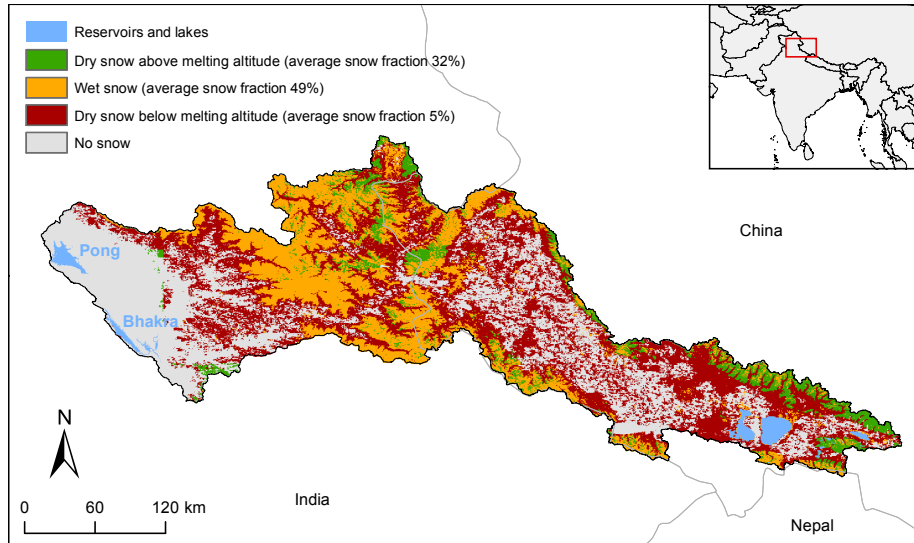 Reservoirs and lakes
Dry snow above melting altitude (average snow fraction 32%)
Wet snow (average snow fraction 49%)
Dry snow below melting altitude (average snow fraction 5%)
No snow
China
Pong
Bhakra
N
India
0 60 120 km
Nepal